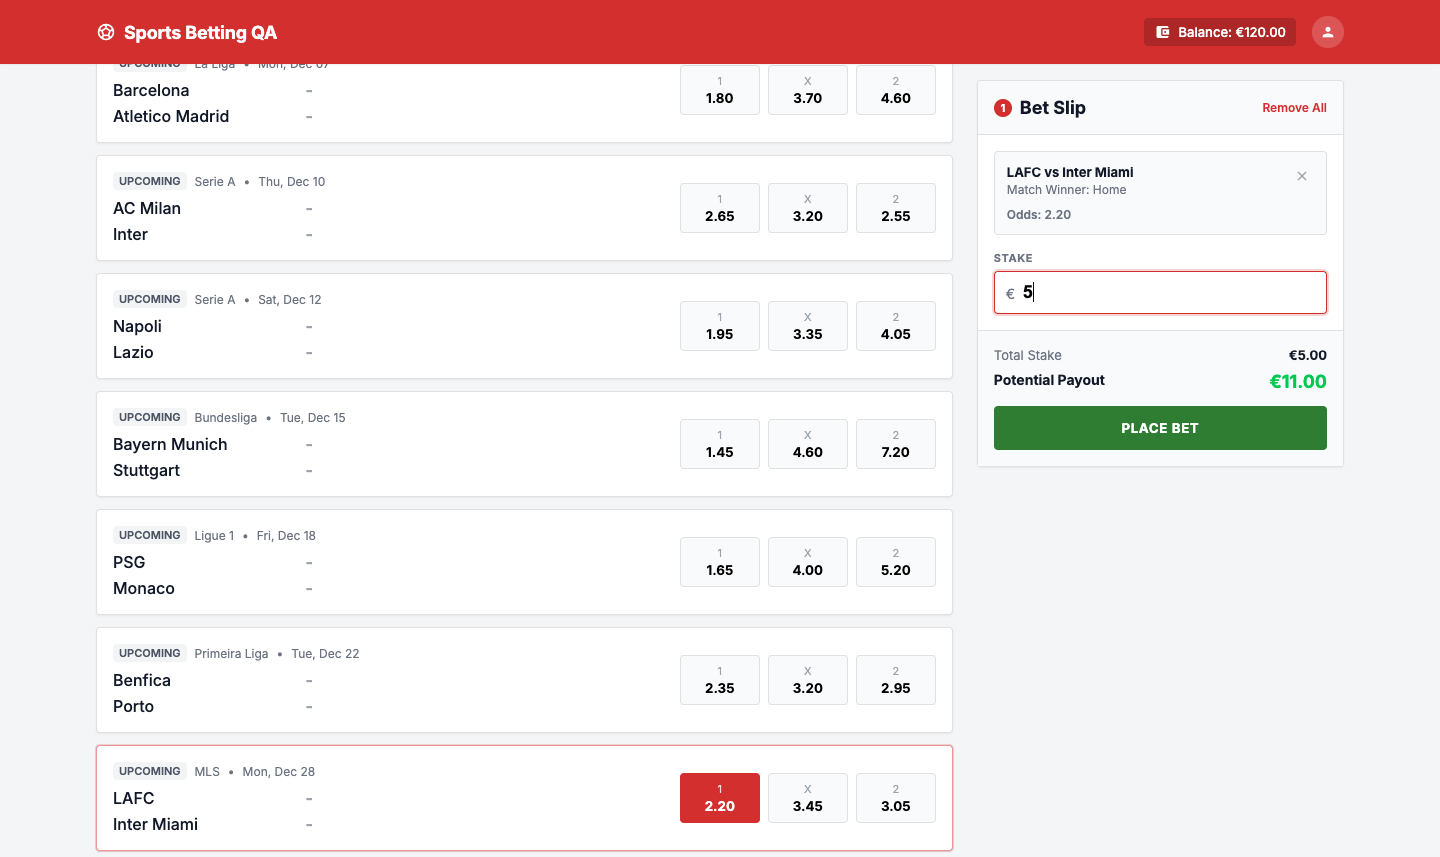 Sports Betting QA
Balance: €120.00
UPCOMING La Liga • Mon, Dec 07
Barcelona -
Atletico Madrid -
1 X 2
1.80 3.70 4.60
UPCOMING Serie A • Thu, Dec 10
AC Milan -
Inter -
1 X 2
2.65 3.20 2.55
UPCOMING Serie A • Sat, Dec 12
Napoli -
Lazio -
1 X 2
1.95 3.35 4.05
UPCOMING Bundesliga • Tue, Dec 15
Bayern Munich -
Stuttgart -
1 X 2
1.45 4.60 7.20
UPCOMING Ligue 1 • Fri, Dec 18
PSG -
Monaco -
1 X 2
1.65 4.00 5.20
UPCOMING Primeira Liga • Tue, Dec 22
Benfica -
Porto -
1 X 2
2.35 3.20 2.95
UPCOMING MLS • Mon, Dec 28
LAFC -
Inter Miami -
1 X 2
2.20 3.45 3.05
1 Bet Slip Remove All
LAFC vs Inter Miami
Match Winner: Home
Odds: 2.20
STAKE
€ 5
Total Stake €5.00
Potential Payout €11.00
PLACE BET